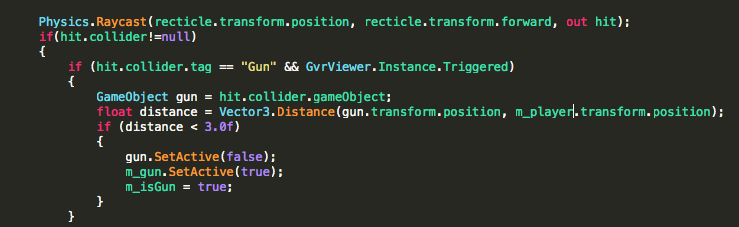 Physics.Raycast(recticle.transform.position, recticle.transform.forward, out hit);
if(hit.collider!=null)
{
if (hit.collider.tag == "Gun" && GvrViewer.Instance.Triggered)
{
GameObject gun = hit.collider.gameObject;
float distance = Vector3.Distance(gun.transform.position, m_player.transform.position);
if (distance < 3.0f)
{
gun.SetActive(false);
m_gun.SetActive(true);
m_isGun = true;
}
}